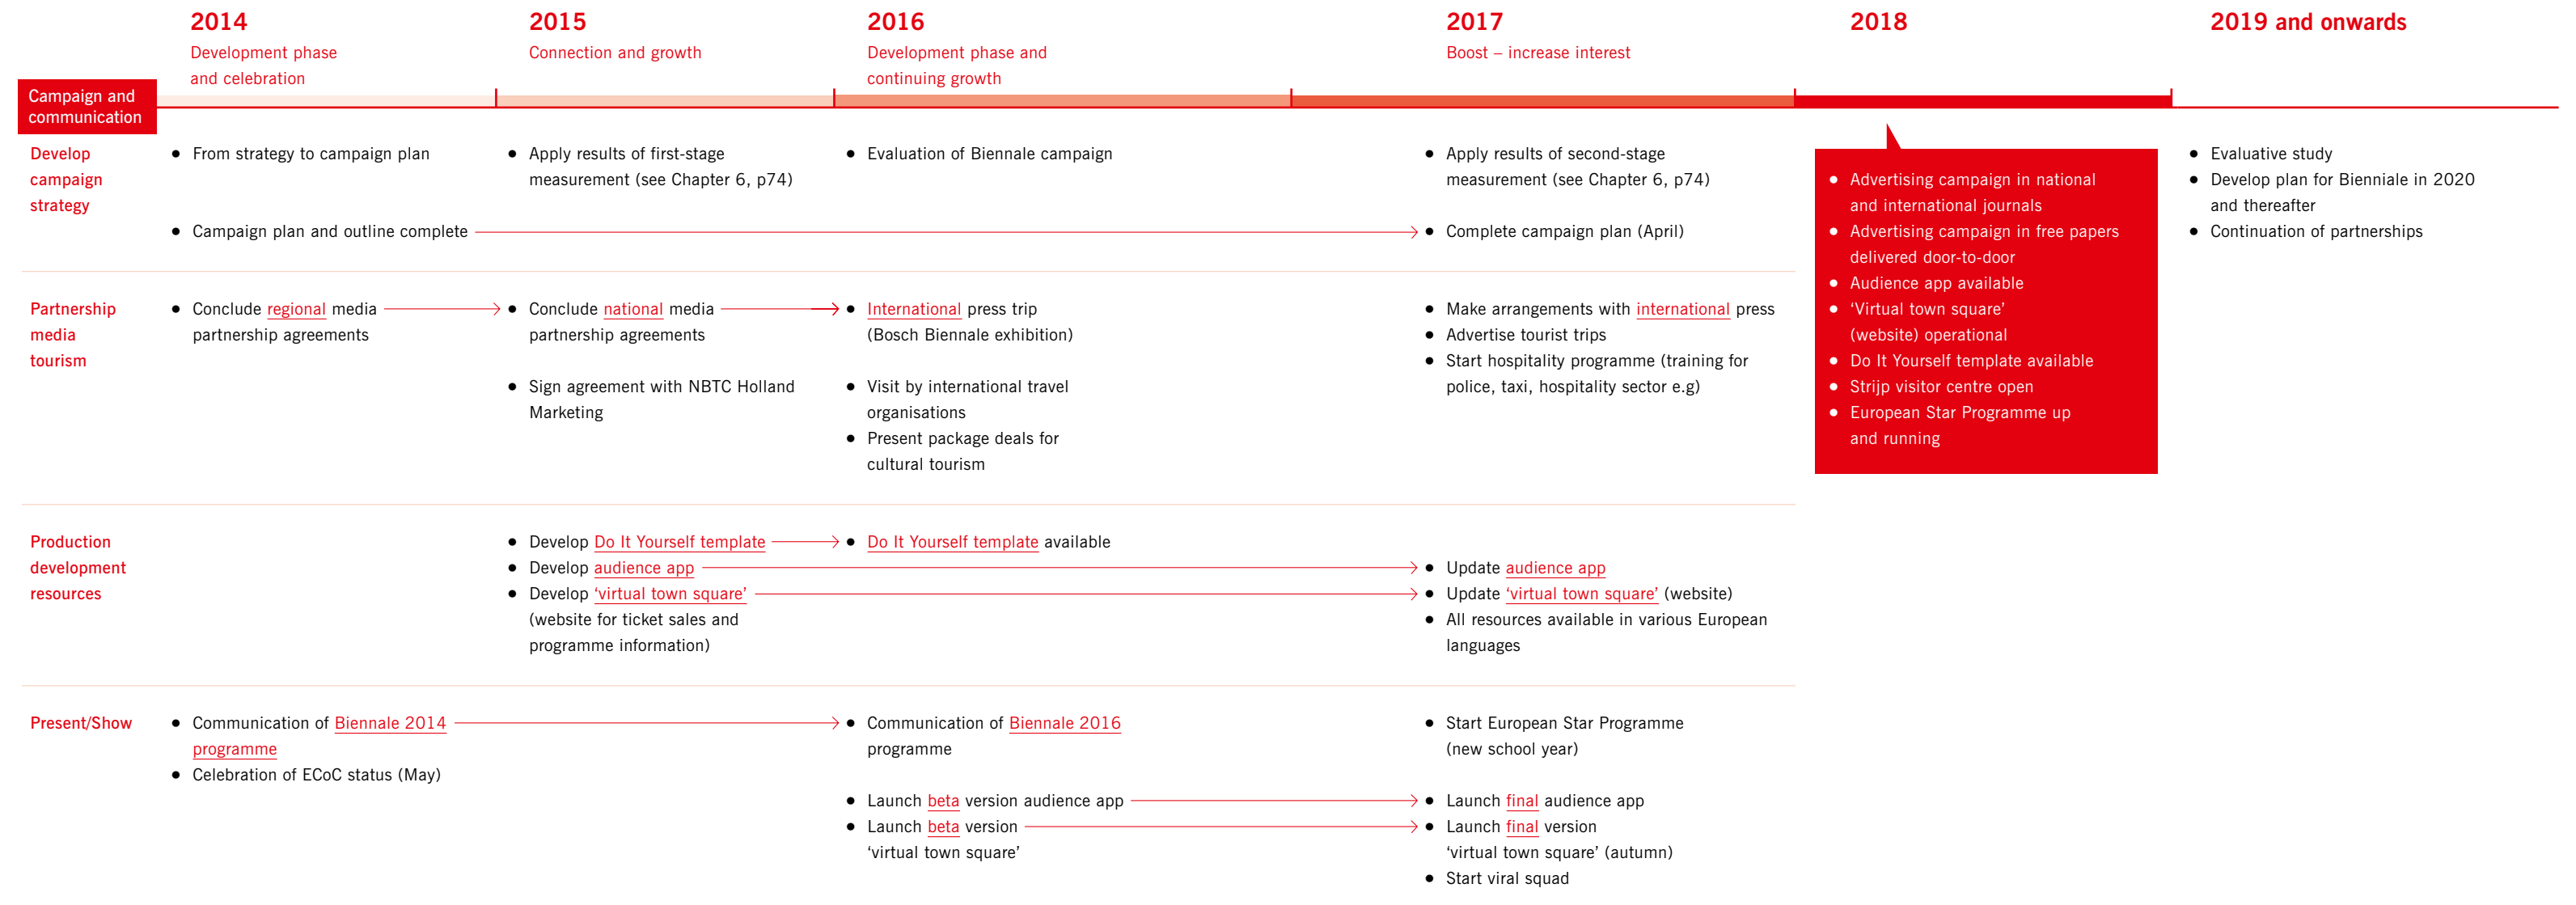 2014
Development phase
and celebration
2015
Connection and growth
2016
Development phase and
continuing growth
2017
Boost – increase interest
2018
2019 and onwards
Campaign and
communication
Develop
campaign
strategy
• From strategy to campaign plan
• Campaign plan and outline complete
• Apply results of first-stage
measurement (see Chapter 6, p74)
• Evaluation of Biennale campaign
• Apply results of second-stage
measurement (see Chapter 6, p74)
• Complete campaign plan (April)
• Advertising campaign in national
and international journals
• Advertising campaign in free papers
delivered door-to-door
• Audience app available
• ‘Virtual town square’
(website) operational
• Do It Yourself template available
• Strijp visitor centre open
• European Star Programme up
and running
• Evaluative study
• Develop plan for Bienniale in 2020
and thereafter
• Continuation of partnerships
Partnership
media
tourism
• Conclude regional media
partnership agreements
• Conclude national media
partnership agreements
• Sign agreement with NBTC Holland
Marketing
• International press trip
(Bosch Biennale exhibition)
• Visit by international travel
organisations
• Present package deals for
cultural tourism
• Make arrangements with international press
• Advertise tourist trips
• Start hospitality programme (training for
police, taxi, hospitality sector e.g)
Production
development
resources
• Develop Do It Yourself template
• Develop audience app
• Develop ‘virtual town square’
(website for ticket sales and
programme information)
• Do It Yourself template available
• Update audience app
• Update ‘virtual town square’ (website)
• All resources available in various European
languages
Present/Show
• Communication of Biennale 2014
programme
• Celebration of ECoC status (May)
• Communication of Biennale 2016
programme
• Launch beta version audience app
• Launch beta version
‘virtual town square’
• Start European Star Programme
(new school year)
• Launch final audience app
• Launch final version
‘virtual town square’ (autumn)
• Start viral squad